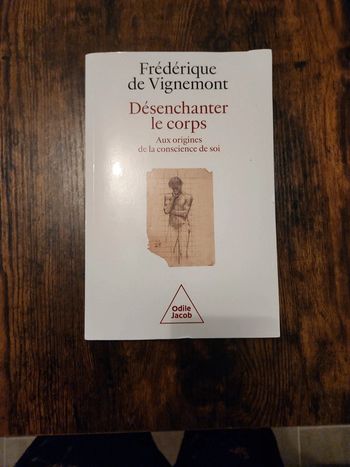 Frédérique
de Vignemont
Désenchanter
le corps
Aux origines
de la conscience de soi
Odile
Jacob